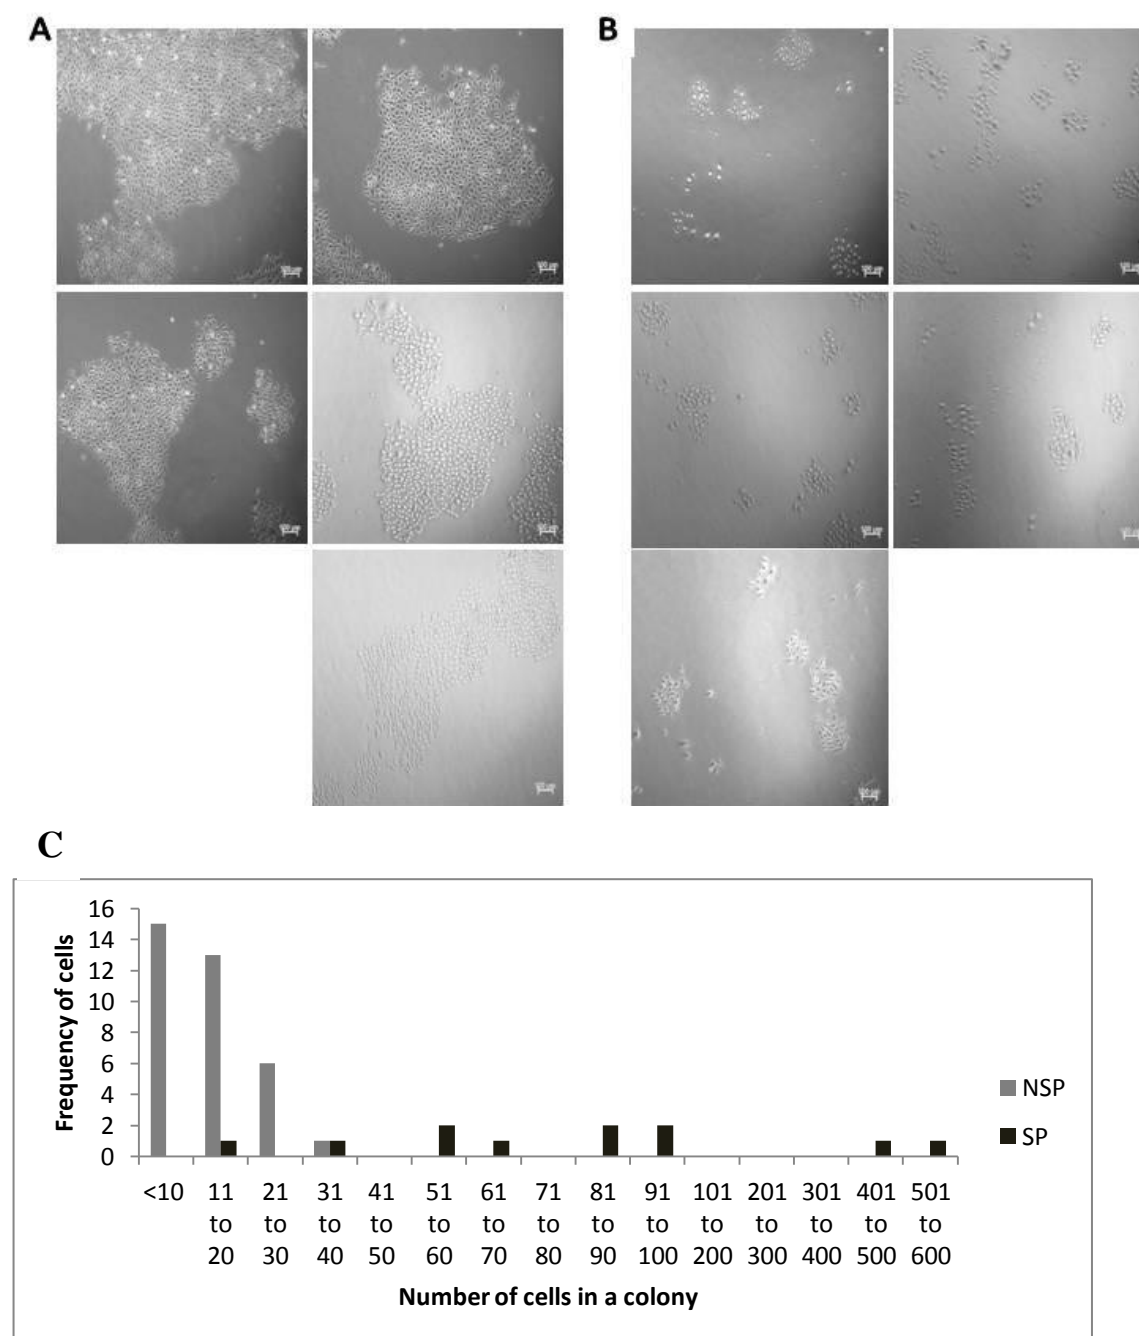 A
B
C
16
14
12
10
8
6
4
2
0
Frequency of cells
<10
11 to 20
21 to 30
31 to 40
41 to 50
51 to 60
61 to 70
71 to 80
81 to 90
91 to 100
101 to 200
201 to 300
301 to 400
401 to 500
501 to 600
Number of cells in a colony
NSP
SP